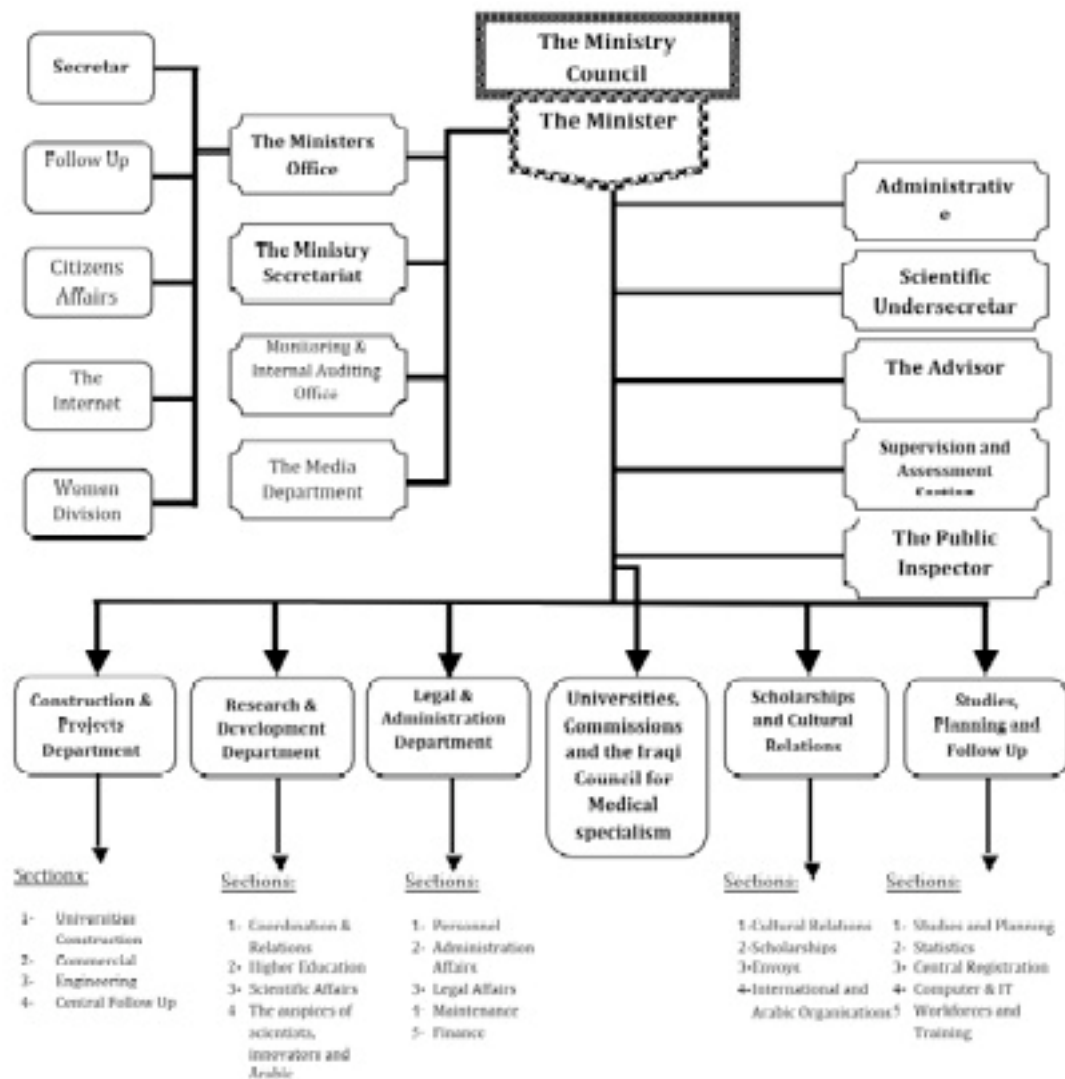 The Ministry
Council
The Minister
Secretar
Follow Up
Citizens
Affairs
The
Internet
Women
Division
The Ministers
Office
The Ministry
Secretariat
Monitoring &
Internal Auditing
Office
The Media
Department
Administrativ
e
Scientific
Undersecretar
The Advisor
Supervision and
Assessment
The Public
Inspector
Construction &
Projects
Department
Research &
Development
Department
Legal &
Administration
Department
Universities,
Commissions
and the Iraqi
Council for
Medical
specialism
Scholarships
and Cultural
Relations
Studies,
Planning and
Follow Up
Sections:
1- Universities
Construction
2- Commercial
3- Engineering
4- Central Follow Up
Sections:
1- Coordination &
Relations
2- Higher Education
3- Scientific Affairs
4 The auspices of
scientists,
innovators and
Arabic
Sections:
1- Personnel
2- Administration
Affairs
3- Legal Affairs
4- Maintenance
5- Finance
Sections:
1-Cultural Relations
2-Scholarships
3-Envoys
4-International and
Arabic Organisations
Sections:
1- Studies and Planning
2- Statistics
3- Central Registration
4- Computer & IT
5 Workforces and
Training